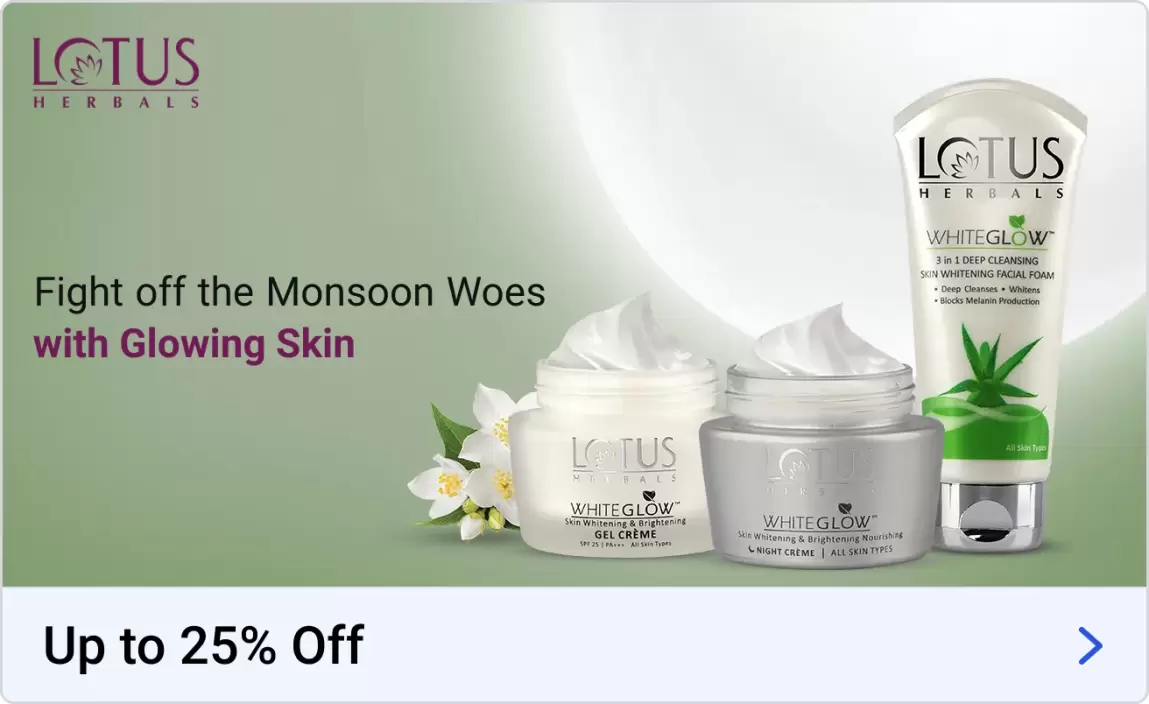 LOTUS
HERBALS
Fight off the Monsoon Woes
with Glowing Skin
LOTUS
HERBALS
WHITEGLOW™
3 in 1 DEEP CLEANSING
SKIN WHITENING FACIAL FOAM
• Deep Cleanses • Whitens
• Blocks Melanin Production
All Skin Types
LOTUS
HERBALS
WHITEGLOW™
Skin Whitening & Brightening
GEL CRÈME
SPF 25 | PA+++ All Skin Types
LOTUS
HERBALS
WHITEGLOW™
Skin Whitening & Brightening Nourishing
NIGHT CRÈME | ALL SKIN TYPES
Up to 25% Off